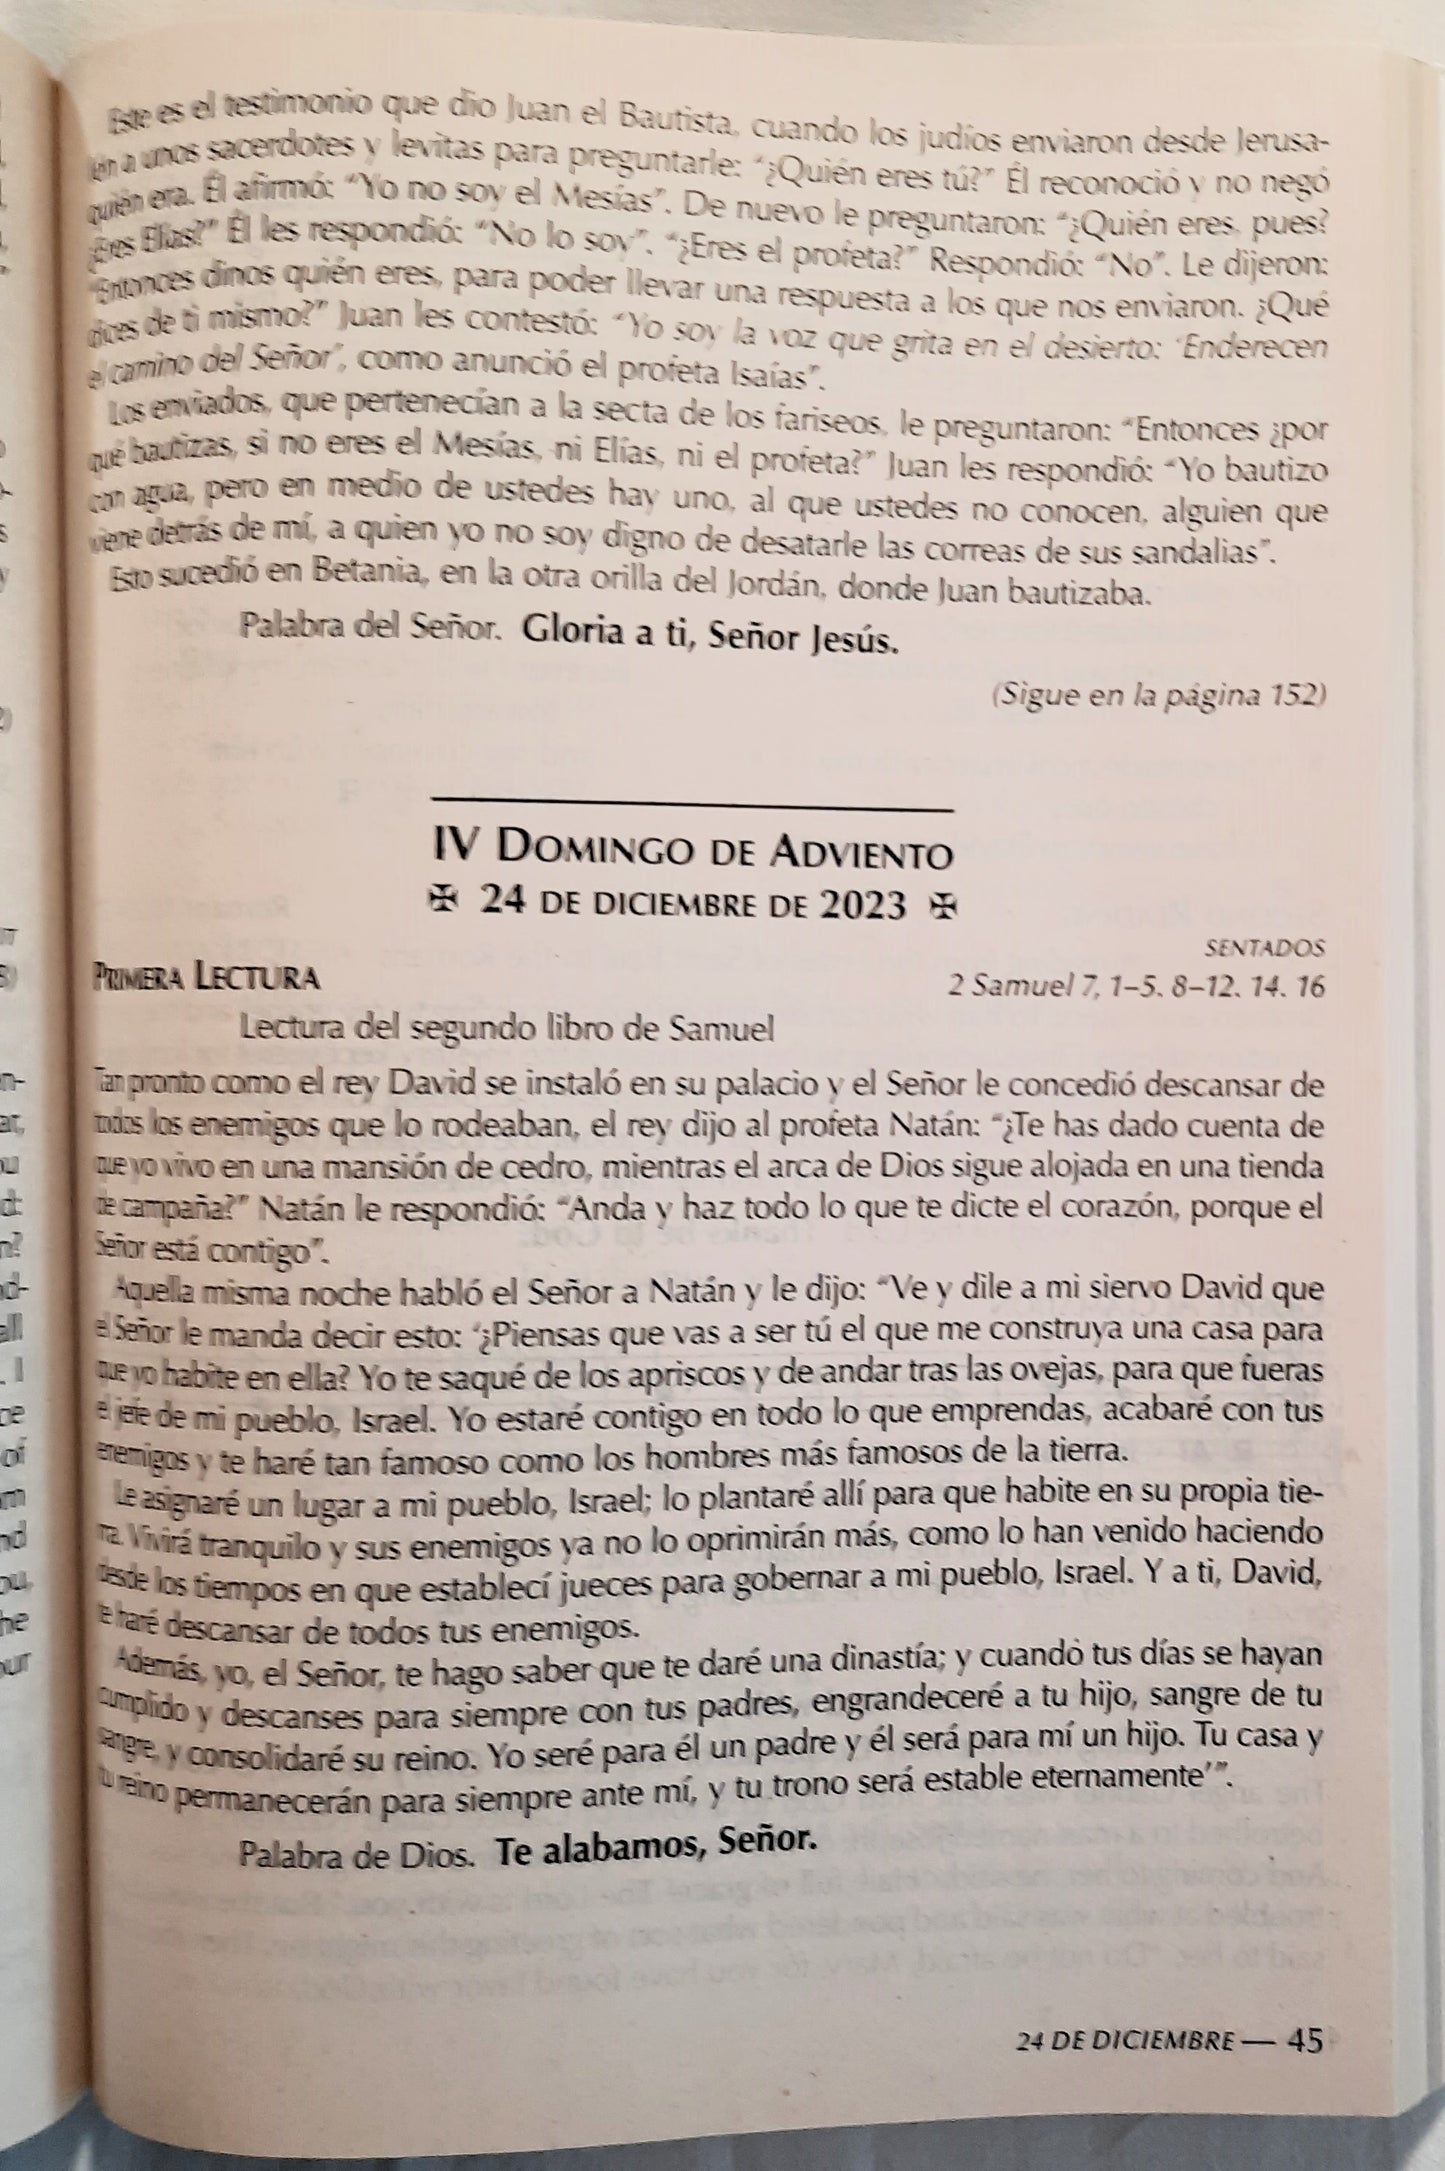 Este es el testimonio que dio Juan el Bautista, cuando los judíos enviaron desde Jerusa-
lén a unos sacerdotes y levitas para preguntarle: “¿Quién eres tú?” Él reconoció y no negó
quién era. Él afirmó: “Yo no soy el Mesías”. De nuevo le preguntaron: “¿Quién eres, pues?
¿Eres Elías?” Él les respondió: “No lo soy”. “¿Eres el profeta?” Respondió: “No”. Le dijeron:
“Entonces dinos quién eres, para poder llevar una respuesta a los que nos enviaron. ¿Qué
dices de ti mismo?” Juan les contestó: “Yo soy la voz que grita en el desierto: ‘Enderecen
el camino del Señor’, como anunció el profeta Isaías”.
Los enviados, que pertenecían a la secta de los fariseos, le preguntaron: “Entonces ¿por
qué bautizas, si no eres el Mesías, ni Elías, ni el profeta?” Juan les respondió: “Yo bautizo
con agua, pero en medio de ustedes hay uno, al que ustedes no conocen, alguien que
viene detrás de mí, a quien yo no soy digno de desatarle las correas de sus sandalias”.
Esto sucedió en Betania, en la otra orilla del Jordán, donde Juan bautizaba.
Palabra del Señor. Gloria a ti, Señor Jesús.
(Sigue en la página 152)
IV DOMINGO DE ADVIENTO
✠ 24 DE DICIEMBRE DE 2023 ✠
SENTADOS
PRIMERA LECTURA 2 Samuel 7, 1–5. 8–12. 14. 16
Lectura del segundo libro de Samuel
Tan pronto como el rey David se instaló en su palacio y el Señor le concedió descansar de
todos los enemigos que lo rodeaban, el rey dijo al profeta Natán: “¿Te has dado cuenta de
que yo vivo en una mansión de cedro, mientras el arca de Dios sigue alojada en una tienda
de campaña?” Natán le respondió: “Anda y haz todo lo que te dicte el corazón, porque el
Señor está contigo”.
Aquella misma noche habló el Señor a Natán y le dijo: “Ve y dile a mi siervo David que
el Señor le manda decir esto: ‘¿Piensas que vas a ser tú el que me construya una casa para
que yo habite en ella? Yo te saqué de los apriscos y de andar tras las ovejas, para que fueras
el jefe de mi pueblo, Israel. Yo estaré contigo en todo lo que emprendas, acabaré con tus
enemigos y te haré tan famoso como los hombres más famosos de la tierra.
Le asignaré un lugar a mi pueblo, Israel; lo plantaré allí para que habite en su propia tie-
rra. Vivirá tranquilo y sus enemigos ya no lo oprimirán más, como lo han venido haciendo
desde los tiempos en que establecí jueces para gobernar a mi pueblo, Israel. Y a ti, David,
te haré descansar de todos tus enemigos.
Además, yo, el Señor, te hago saber que te daré una dinastía; y cuando tus días se hayan
cumplido y descanses para siempre con tus padres, engrandeceré a tu hijo, sangre de tu
sangre, y consolidaré su reino. Yo seré para él un padre y él será para mí un hijo. Tu casa y
tu reino permanecerán para siempre ante mí, y tu trono será estable eternamente’”.
Palabra de Dios. Te alabamos, Señor.
24 DE DICIEMBRE — 45